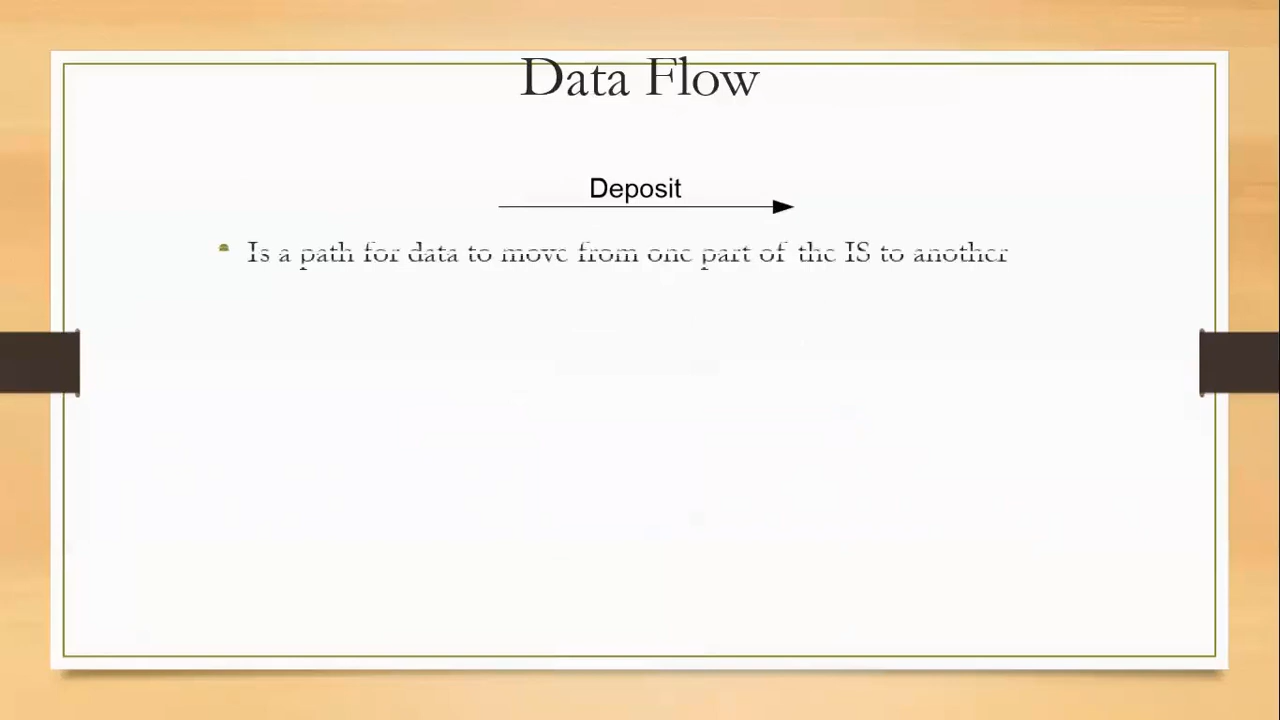 Data Flow
Deposit
Is a path for data to move from one part of the IS to another